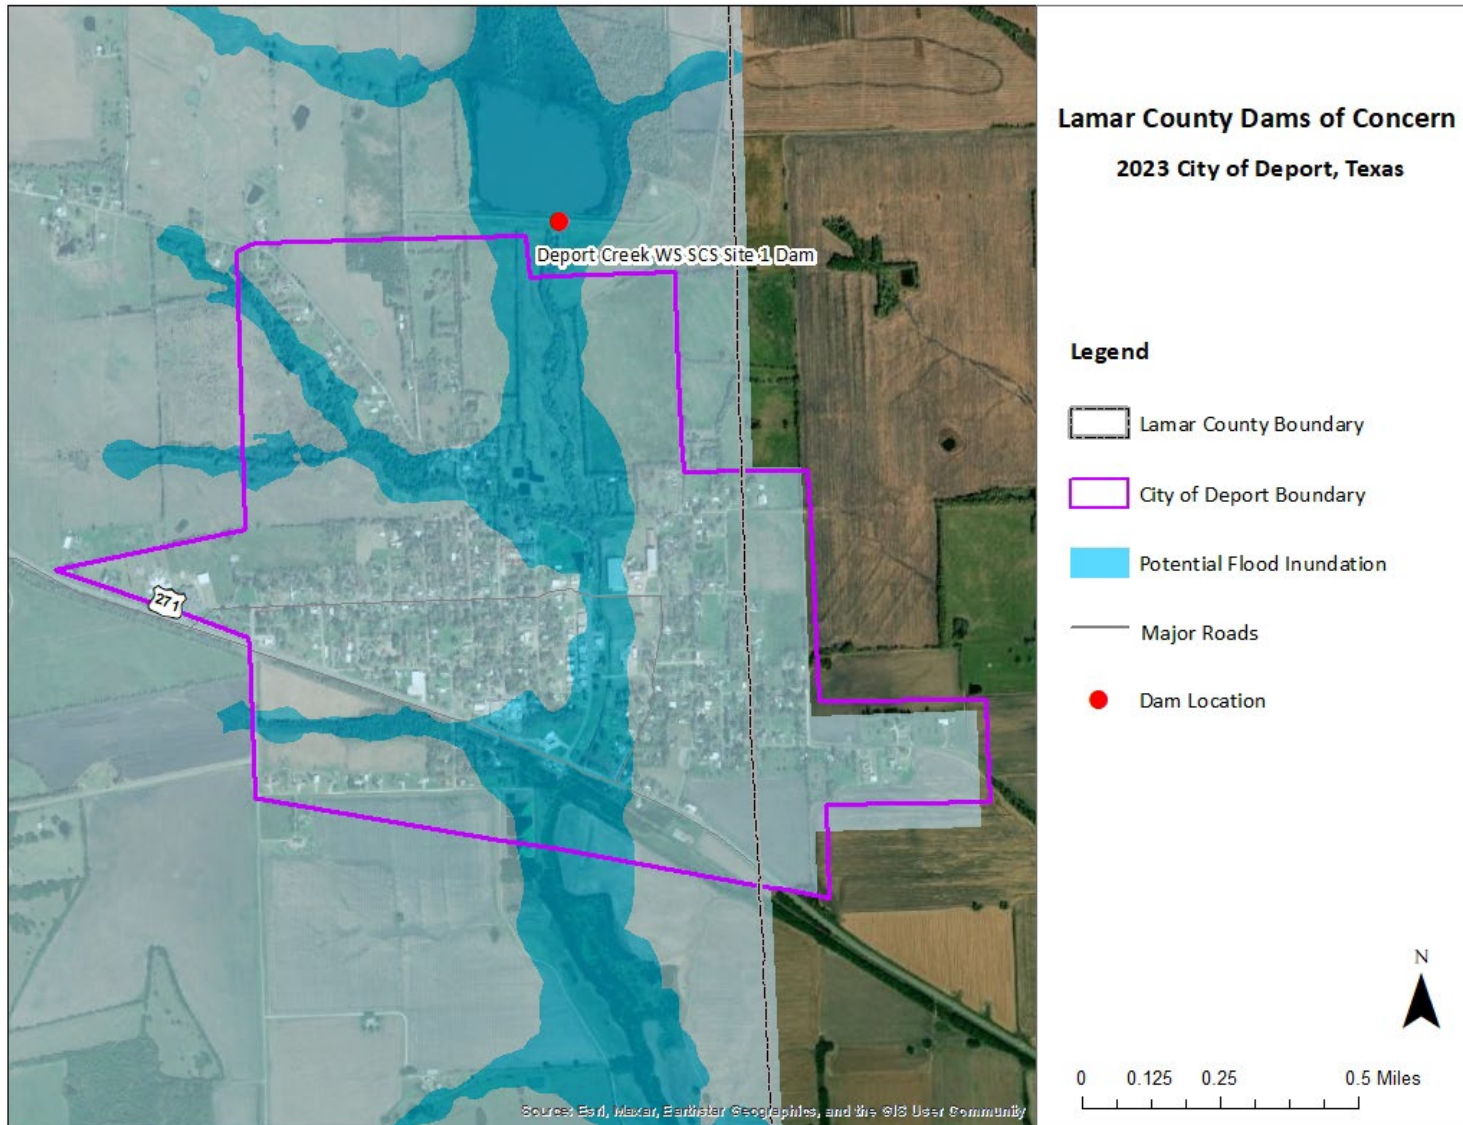 Lamar County Dams of Concern
2023 City of Deport, Texas
Deport Creek WS SCS Site 1 Dam
271
Legend
Lamar County Boundary
City of Deport Boundary
Potential Flood Inundation
Major Roads
Dam Location
N
0 0.125 0.25 0.5 Miles
Source: Esri, Maxar, Earthstar Geographics, and the GIS User Community